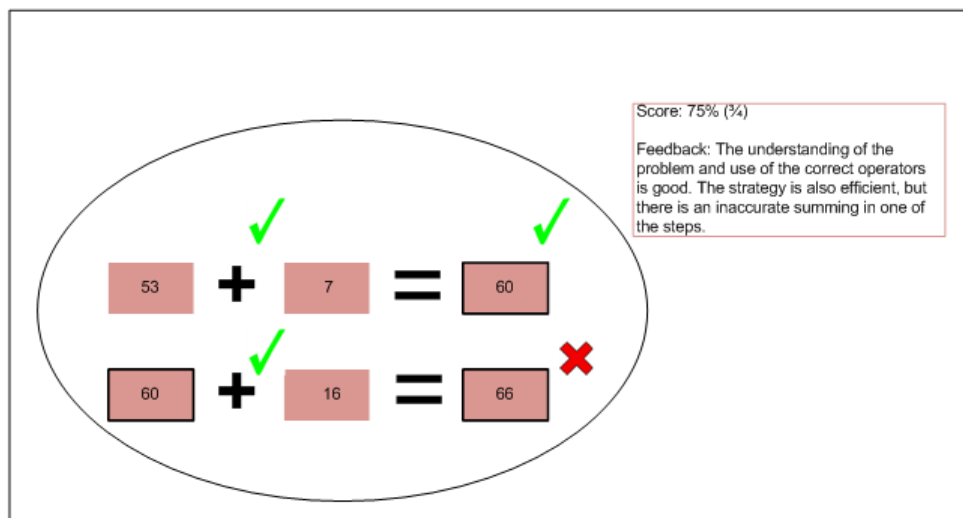 Score: 75% (¾)
Feedback: The understanding of the
problem and use of the correct operators
is good. The strategy is also efficient, but
there is an inaccurate summing in one of
the steps.
53 + 7 = 60
60 + 16 = 66